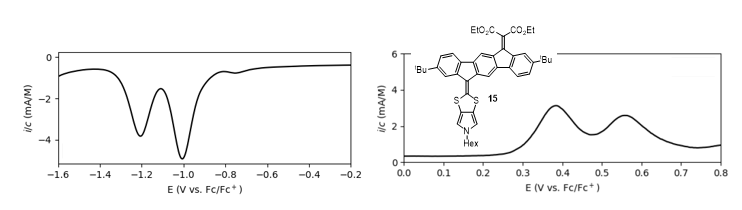 0
−2
−4
i/c (mA/M)
−1.6 −1.4 −1.2 −1.0 −0.8 −0.6 −0.4 −0.2
E (V vs. Fc/Fc⁺)
EtO₂C CO₂Et
ᵗBu
ᵗBu
S S
15
N
Hex
6
4
2
0
i/c (mA/M)
0.0 0.1 0.2 0.3 0.4 0.5 0.6 0.7 0.8
E (V vs. Fc/Fc⁺)